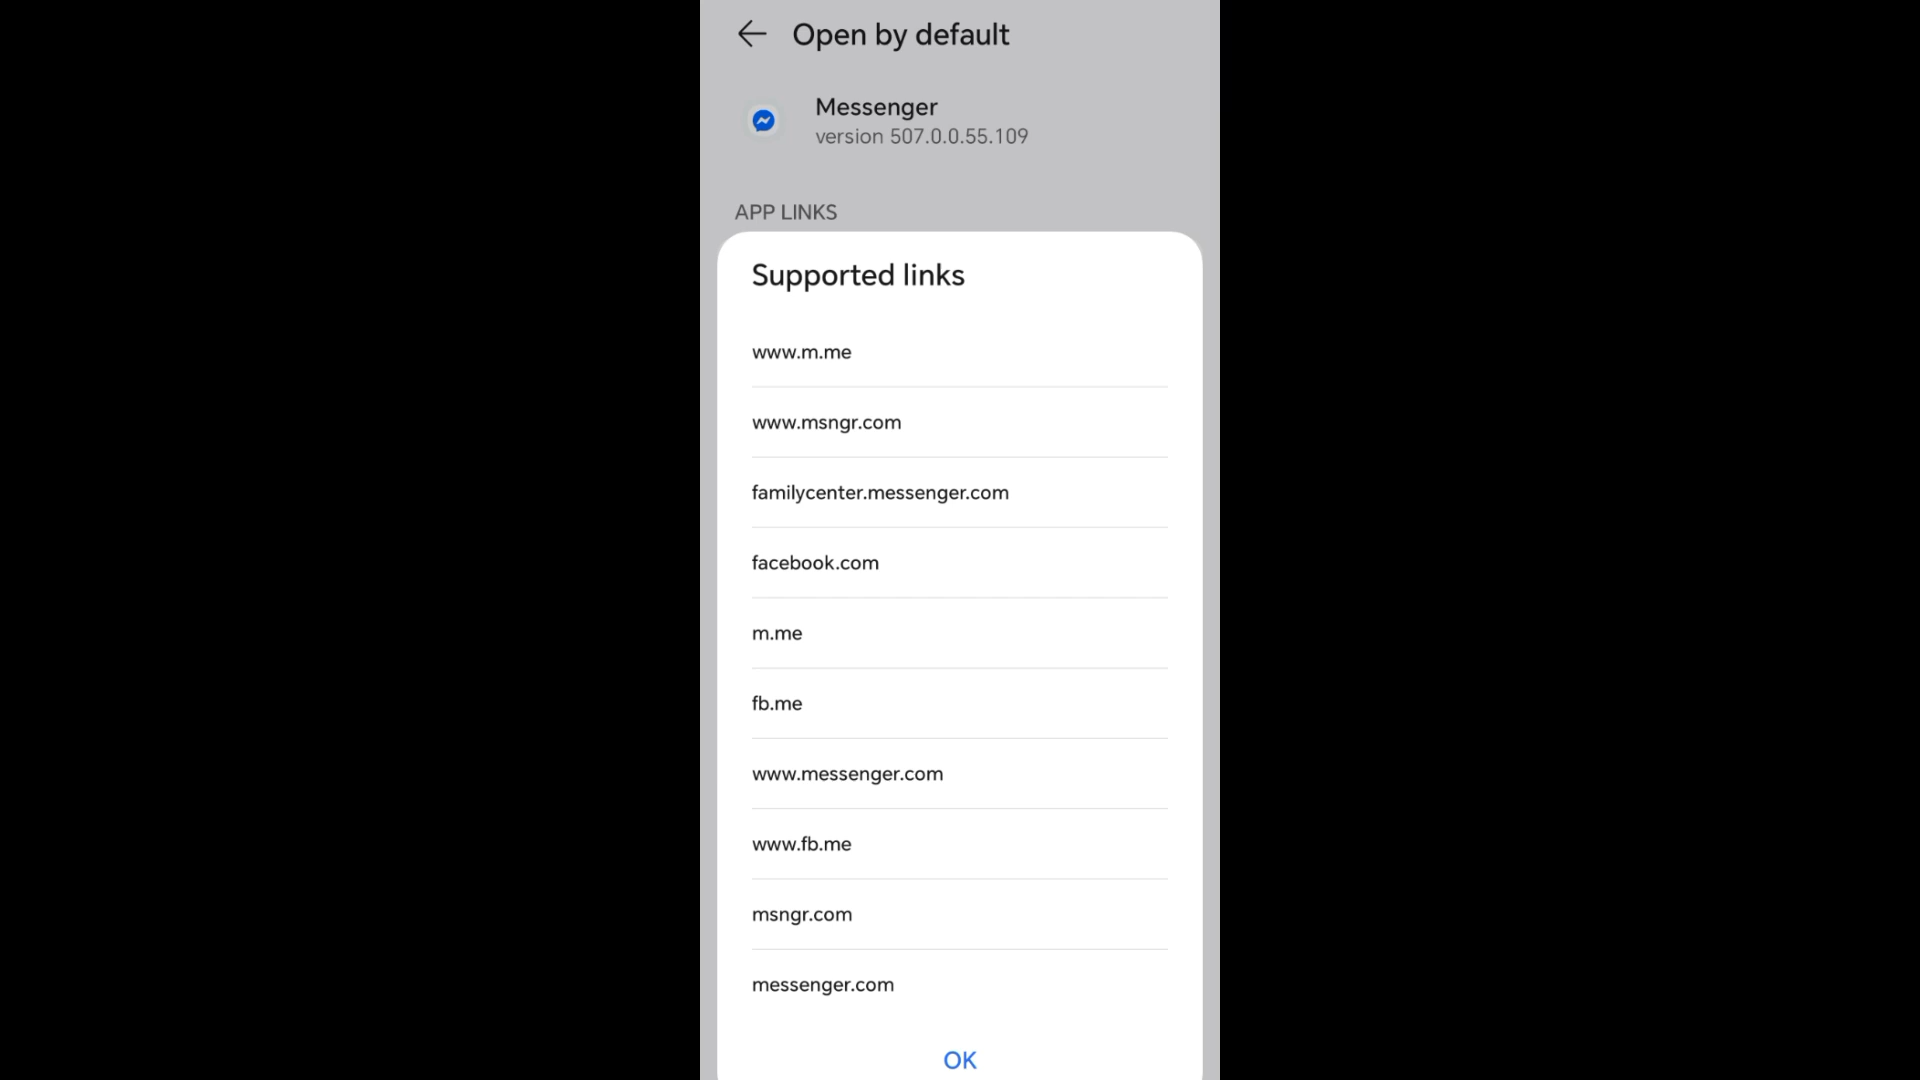 Open by default
Messenger
version 507.0.0.55.109
APP LINKS
Supported links
www.m.me
www.msngr.com
familycenter.messenger.com
facebook.com
m.me
fb.me
www.messenger.com
www.fb.me
msngr.com
messenger.com
OK